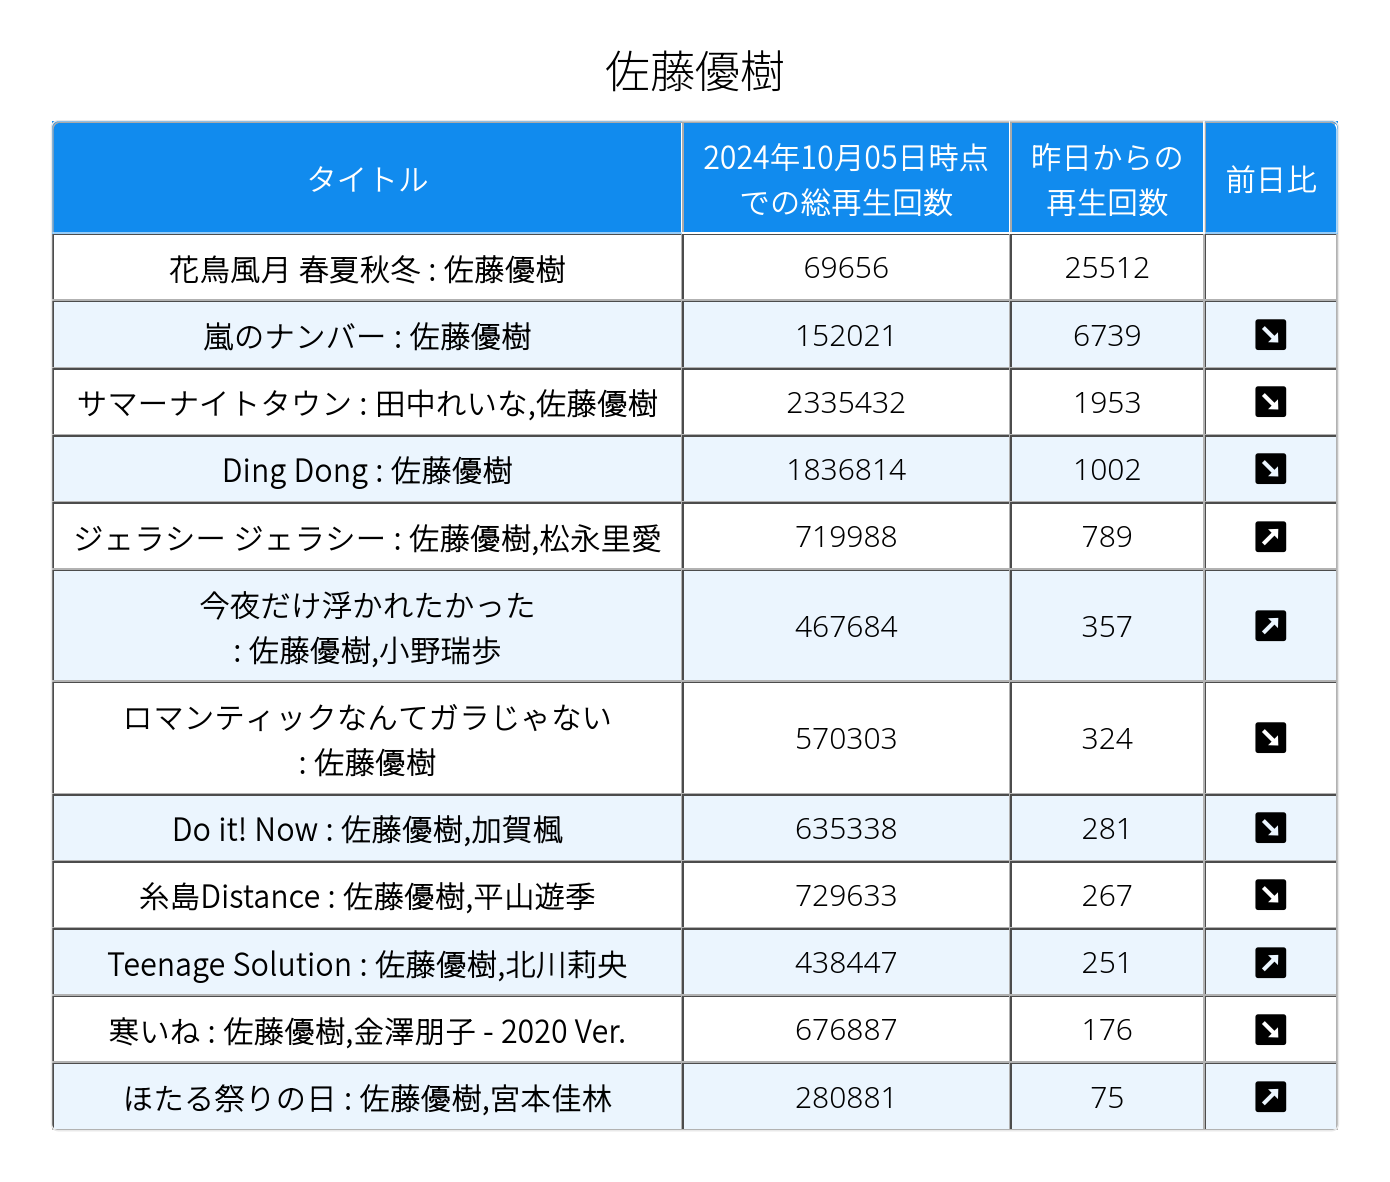 佐藤優樹
タイトル
2024年10月05日時点
での総再生回数
昨日からの
再生回数
前日比
花鳥風月 春夏秋冬 : 佐藤優樹 69656 25512
嵐のナンバー : 佐藤優樹 152021 6739 ↘
サマーナイトタウン : 田中れいな,佐藤優樹 2335432 1953 ↘
Ding Dong : 佐藤優樹 1836814 1002 ↘
ジェラシー ジェラシー : 佐藤優樹,松永里愛 719988 789 ↗
今夜だけ浮かれたかった
: 佐藤優樹,小野瑞歩 467684 357 ↗
ロマンティックなんてガラじゃない
: 佐藤優樹 570303 324 ↘
Do it! Now : 佐藤優樹,加賀楓 635338 281 ↘
糸島Distance : 佐藤優樹,平山遊季 729633 267 ↘
Teenage Solution : 佐藤優樹,北川莉央 438447 251 ↗
寒いね : 佐藤優樹,金澤朋子 - 2020 Ver. 676887 176 ↘
ほたる祭りの日 : 佐藤優樹,宮本佳林 280881 75 ↗